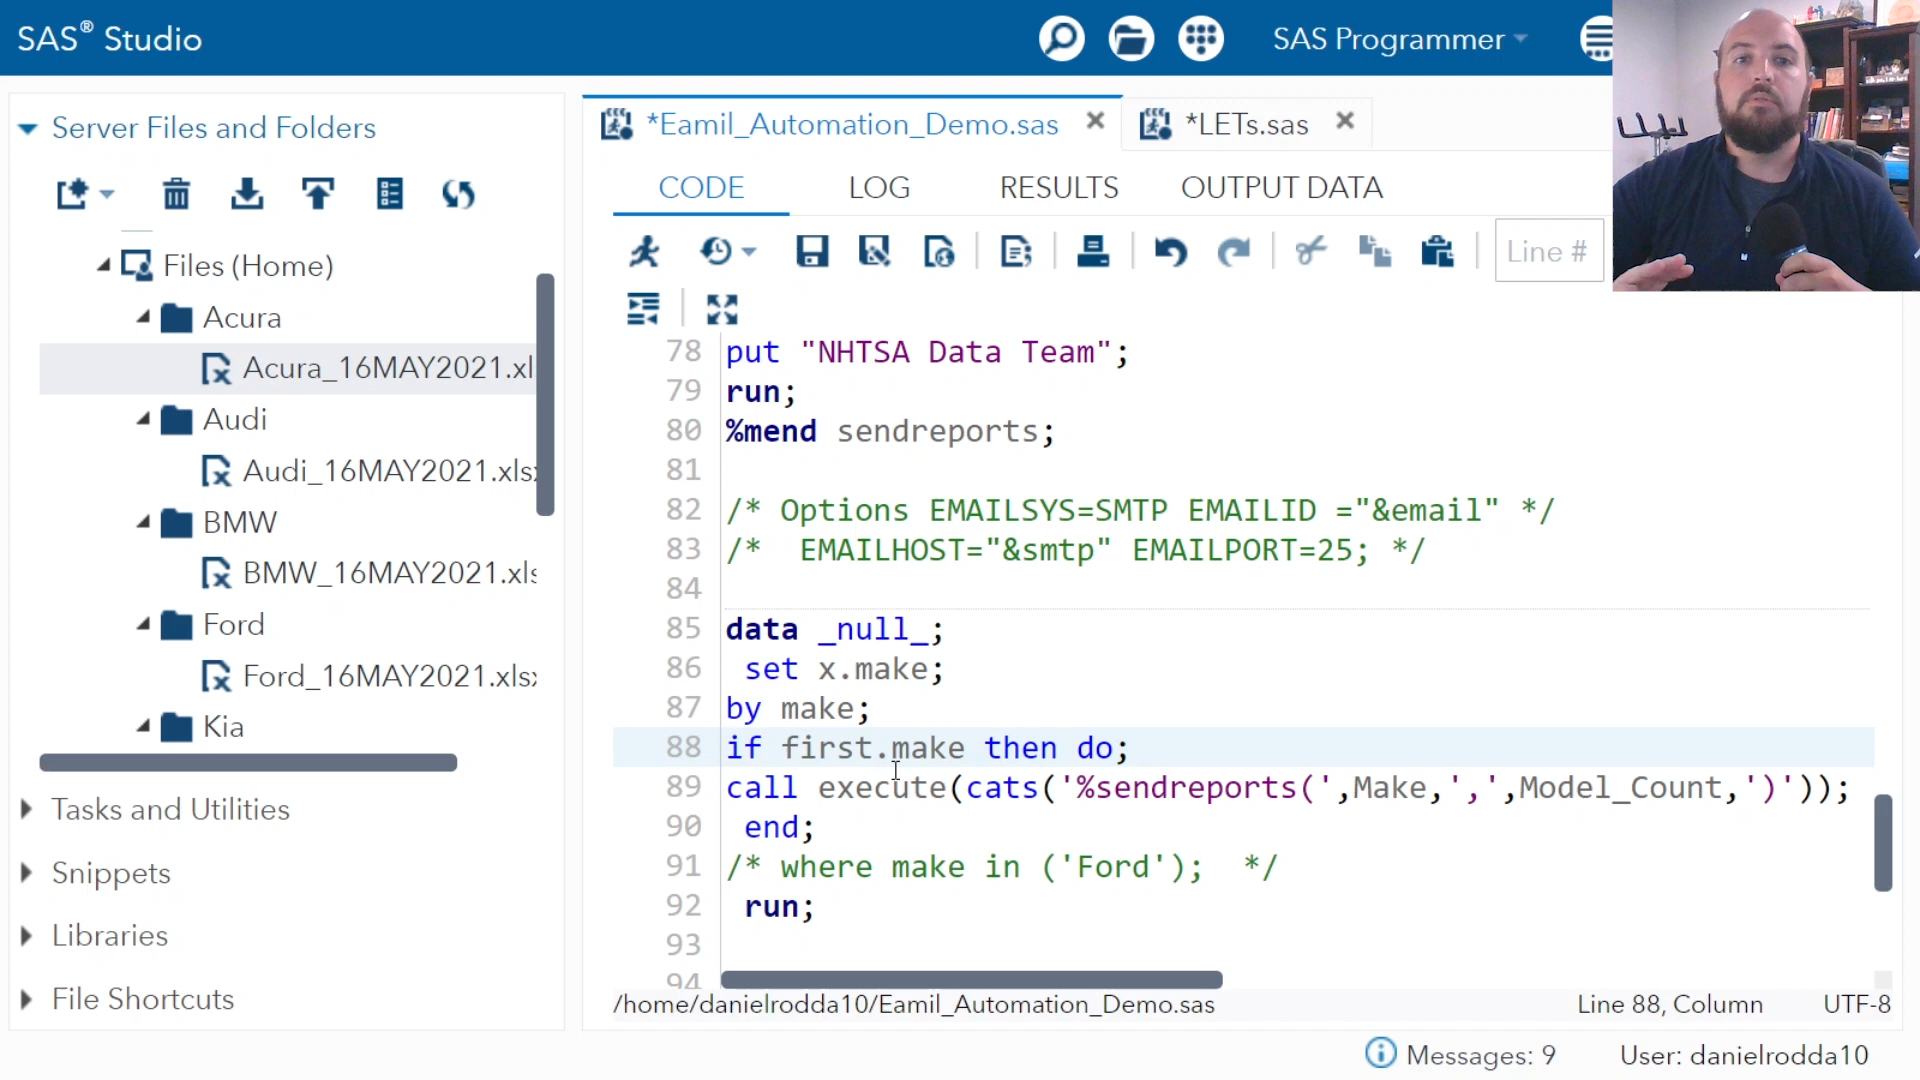 SAS® Studio
SAS Programmer
Server Files and Folders
Files (Home)
Acura
Acura_16MAY2021.xl
Audi
Audi_16MAY2021.xls
BMW
BMW_16MAY2021.xls
Ford
Ford_16MAY2021.xls
Kia
Tasks and Utilities
Snippets
Libraries
File Shortcuts
*Eamil_Automation_Demo.sas
*LETs.sas
CODE LOG RESULTS OUTPUT DATA
Line #
78 put "NHTSA Data Team";
79 run;
80 %mend sendreports;
81
82 /* Options EMAILSYS=SMTP EMAILID ="&email" */
83 /*  EMAILHOST="&smtp" EMAILPORT=25; */
84
85 data _null_;
86  set x.make;
87 by make;
88 if first.make then do;
89 call execute(cats('%sendreports(',Make,',',Model_Count,')'));
90  end;
91 /* where make in ('Ford');  */
92  run;
93
94
/home/danielrodda10/Eamil_Automation_Demo.sas
Line 88, Column
UTF-8
Messages: 9
User: danielrodda10